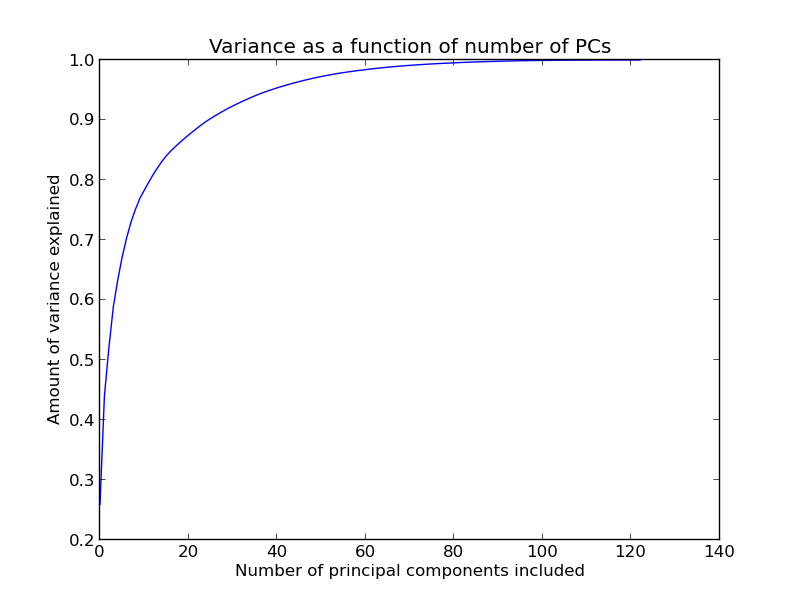 Variance as a function of number of PCs
1.0
0.9
0.8
0.7
0.6
0.5
0.4
0.3
0.2
Amount of variance explained
0 20 40 60 80 100 120 140
Number of principal components included